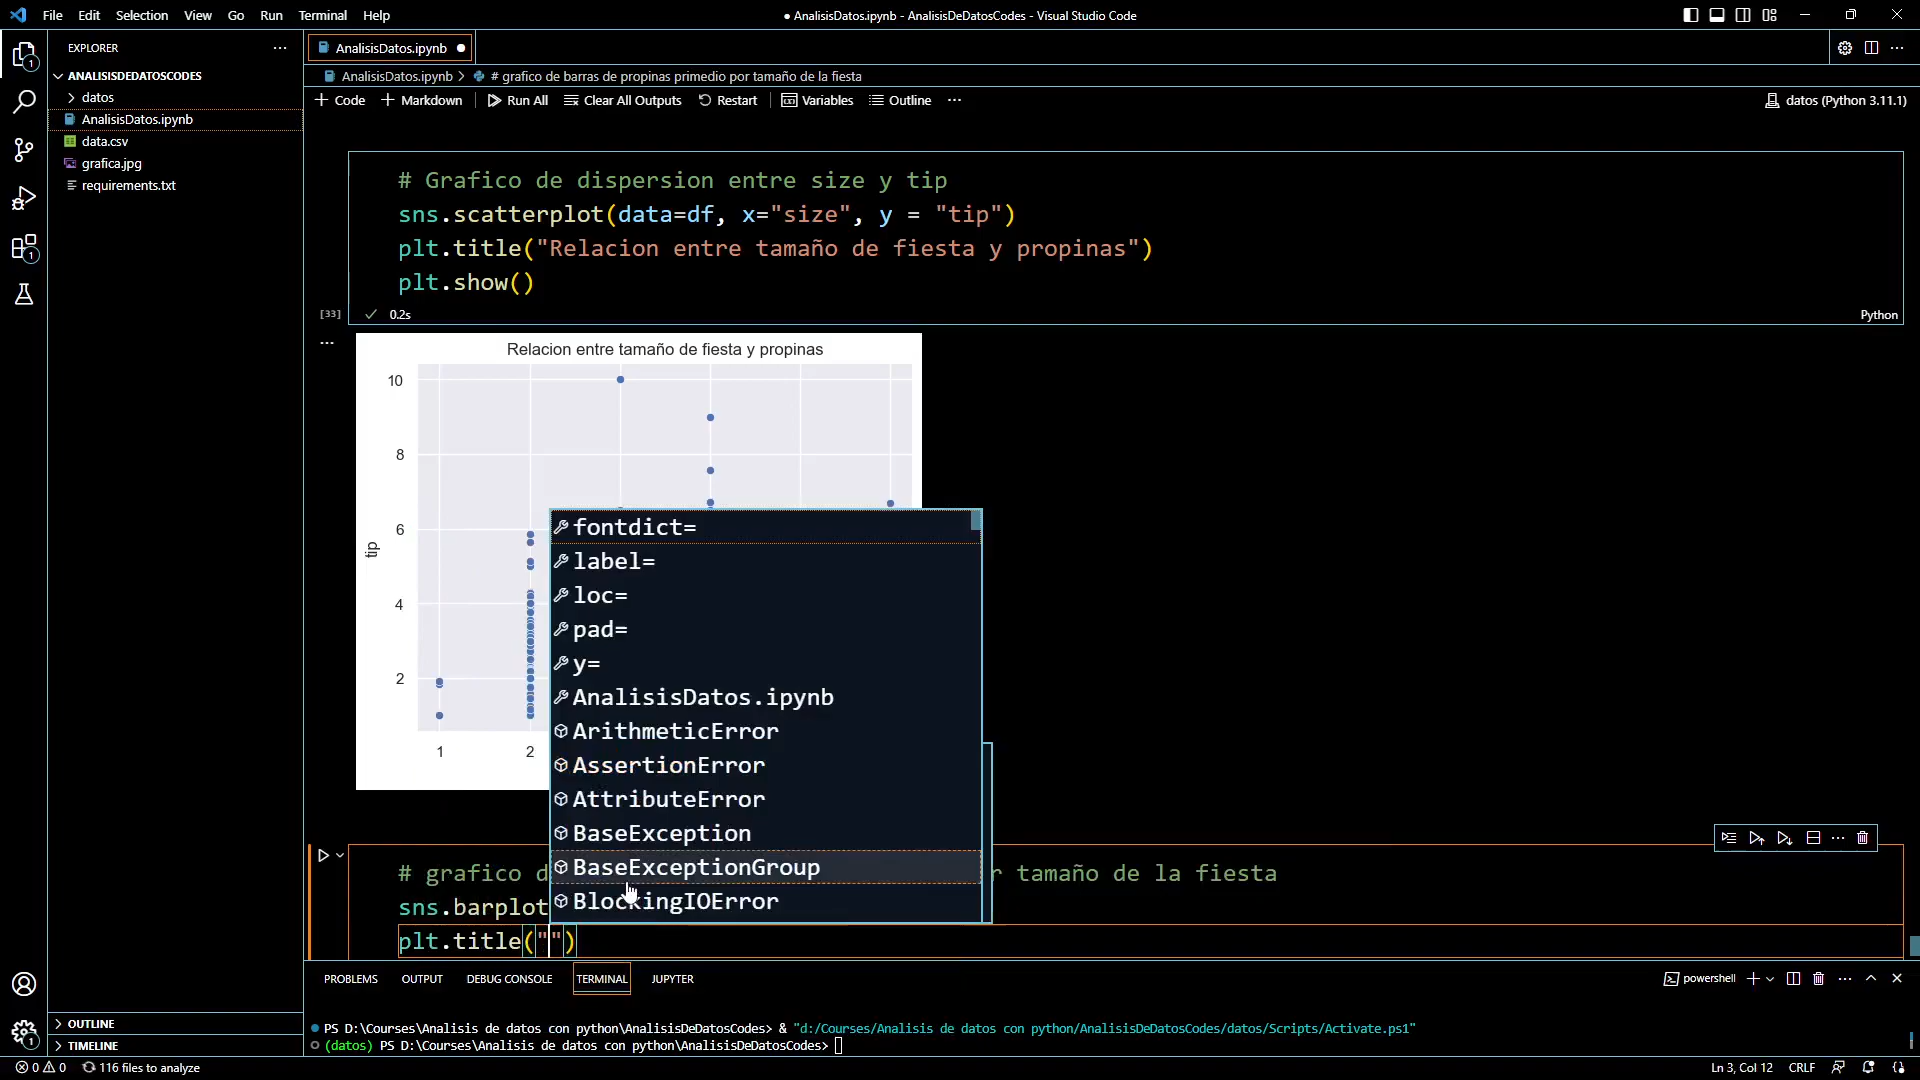 File Edit Selection View Go Run Terminal Help
● AnalisisDatos.ipynb - AnalisisDeDatosCodes - Visual Studio Code
EXPLORER
ANALISISDEDATOSCODES
datos
AnalisisDatos.ipynb
data.csv
grafica.jpg
requirements.txt
OUTLINE
TIMELINE
1
1
1
AnalisisDatos.ipynb
AnalisisDatos.ipynb > # grafico de barras de propinas primedio por tamaño de la fiesta
+ Code + Markdown Run All Clear All Outputs Restart Variables Outline ...
datos (Python 3.11.1)
# Grafico de dispersion entre size y tip
sns.scatterplot(data=df, x="size", y = "tip")
plt.title("Relacion entre tamaño de fiesta y propinas")
plt.show()
[33] 0.2s
Python
Relacion entre tamaño de fiesta y propinas
10
8
6
4
2
tip
1 2
fontdict=
label=
loc=
pad=
y=
AnalisisDatos.ipynb
ArithmeticError
AssertionError
AttributeError
BaseException
BaseExceptionGroup
BlockingIOError
# grafico d r tamaño de la fiesta
sns.barplot
plt.title("")
PROBLEMS OUTPUT DEBUG CONSOLE TERMINAL JUPYTER
powershell
PS D:\Courses\Analisis de datos con python\AnalisisDeDatosCodes> & "d:/Courses/Analisis de datos con python/AnalisisDeDatosCodes/datos/Scripts/Activate.ps1"
(datos) PS D:\Courses\Analisis de datos con python\AnalisisDeDatosCodes>
0 0 116 files to analyze
Ln 3, Col 12 CRLF